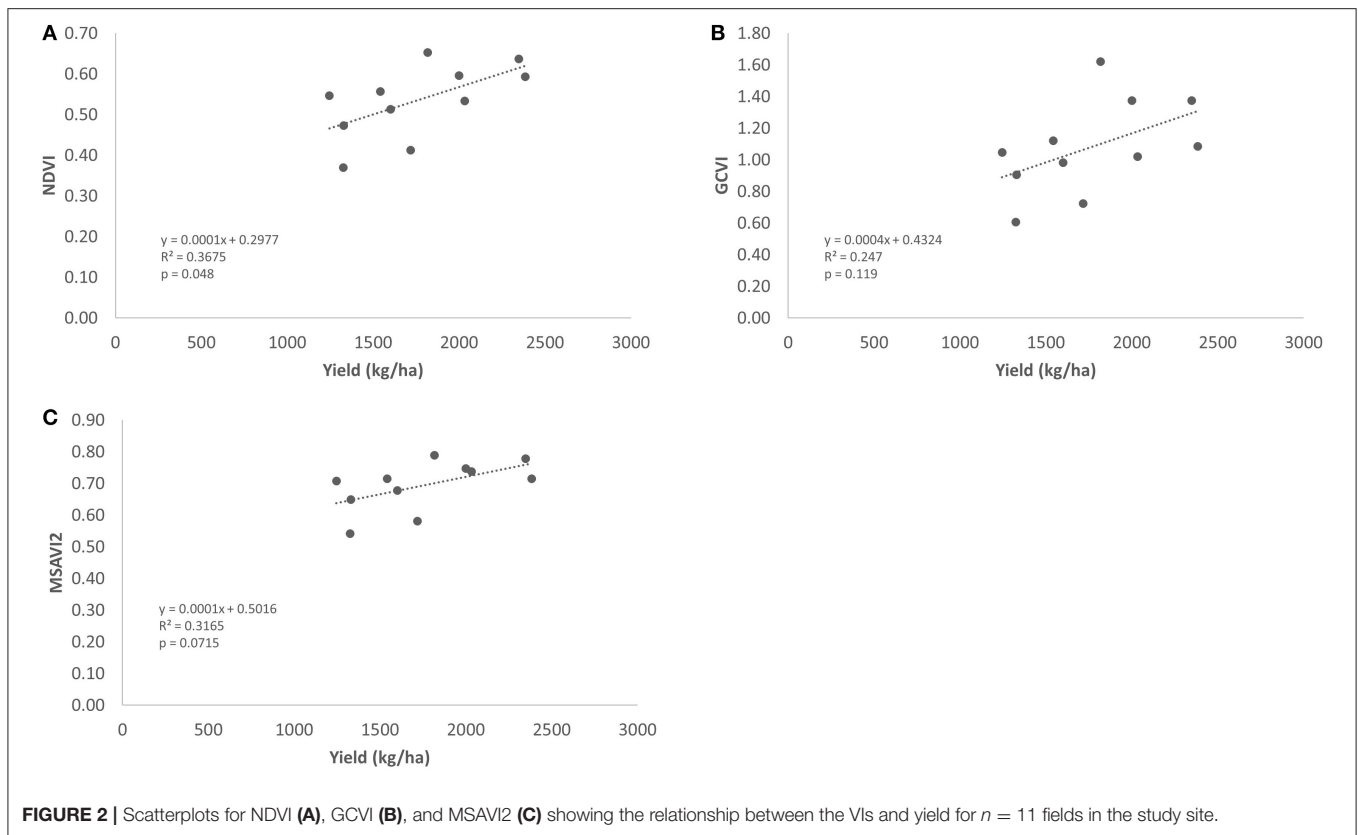 A
0.70
0.60
0.50
0.40
0.30
0.20
0.10
0.00
NDVI
y = 0.0001x + 0.2977
R² = 0.3675
p = 0.048
0 500 1000 1500 2000 2500 3000
Yield (kg/ha)
B
1.80
1.60
1.40
1.20
1.00
0.80
0.60
0.40
0.20
0.00
GCVI
y = 0.0004x + 0.4324
R² = 0.247
p = 0.119
0 500 1000 1500 2000 2500 3000
Yield (kg/ha)
C
0.90
0.80
0.70
0.60
0.50
0.40
0.30
0.20
0.10
0.00
MSAVI2
y = 0.0001x + 0.5016
R² = 0.3165
p = 0.0715
0 500 1000 1500 2000 2500 3000
Yield (kg/ha)
FIGURE 2 | Scatterplots for NDVI (A), GCVI (B), and MSAVI2 (C) showing the relationship between the VIs and yield for n = 11 fields in the study site.